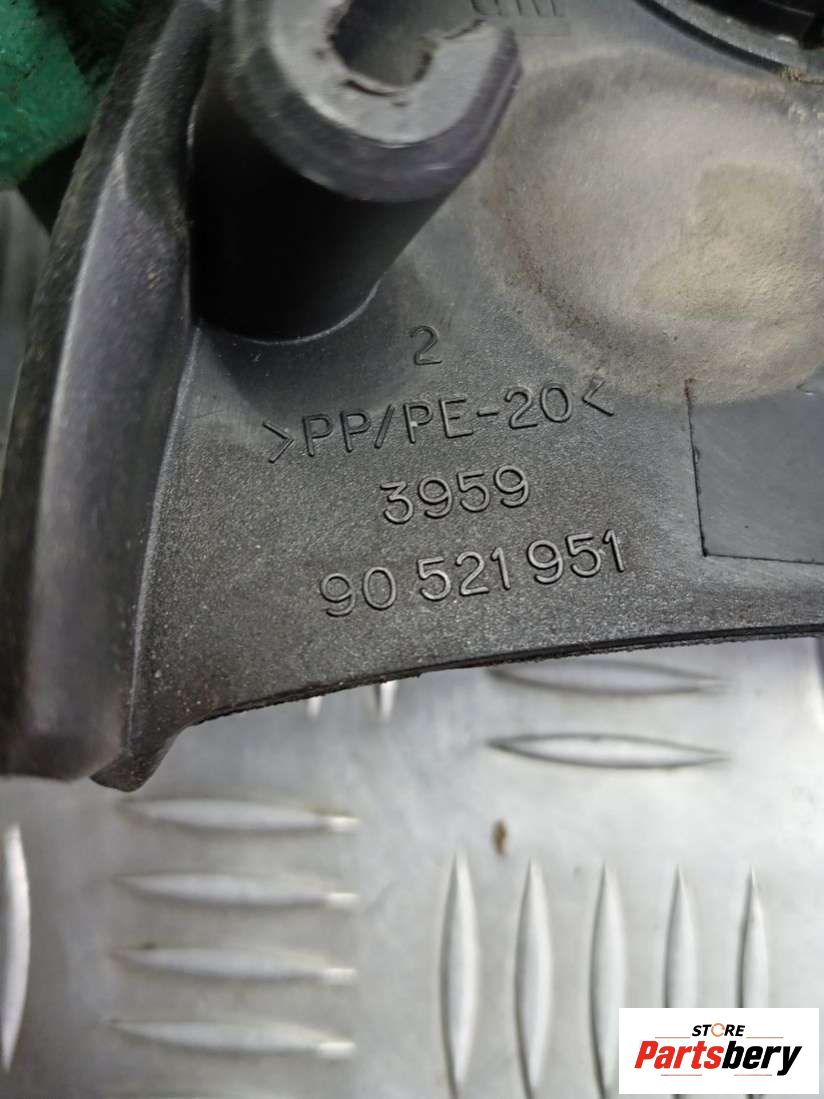 2
>PP/PE-20<
3959
90 521 951
STORE
Partsbery